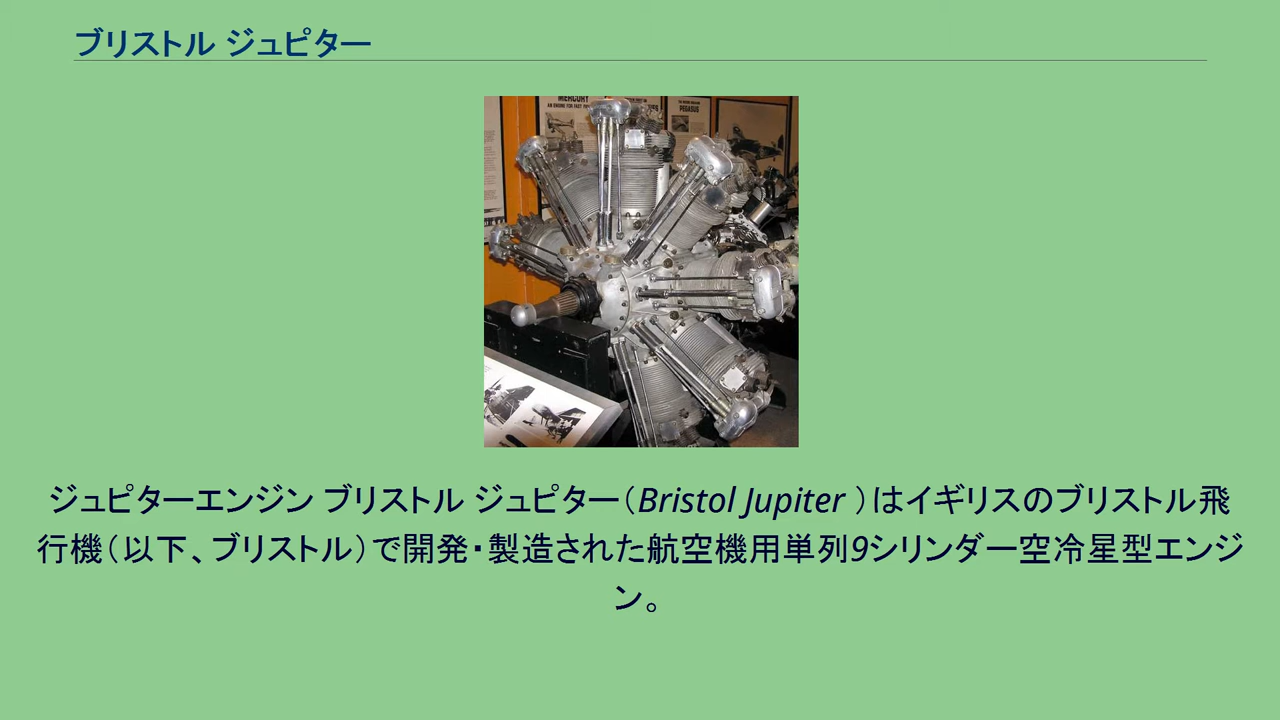 ブリストル ジュピター
MERCURY
PEGASUS
ジュピターエンジン ブリストル ジュピター（Bristol Jupiter ）はイギリスのブリストル飛
行機（以下、ブリストル）で開発・製造された航空機用単列9シリンダー空冷星型エンジ
ン。